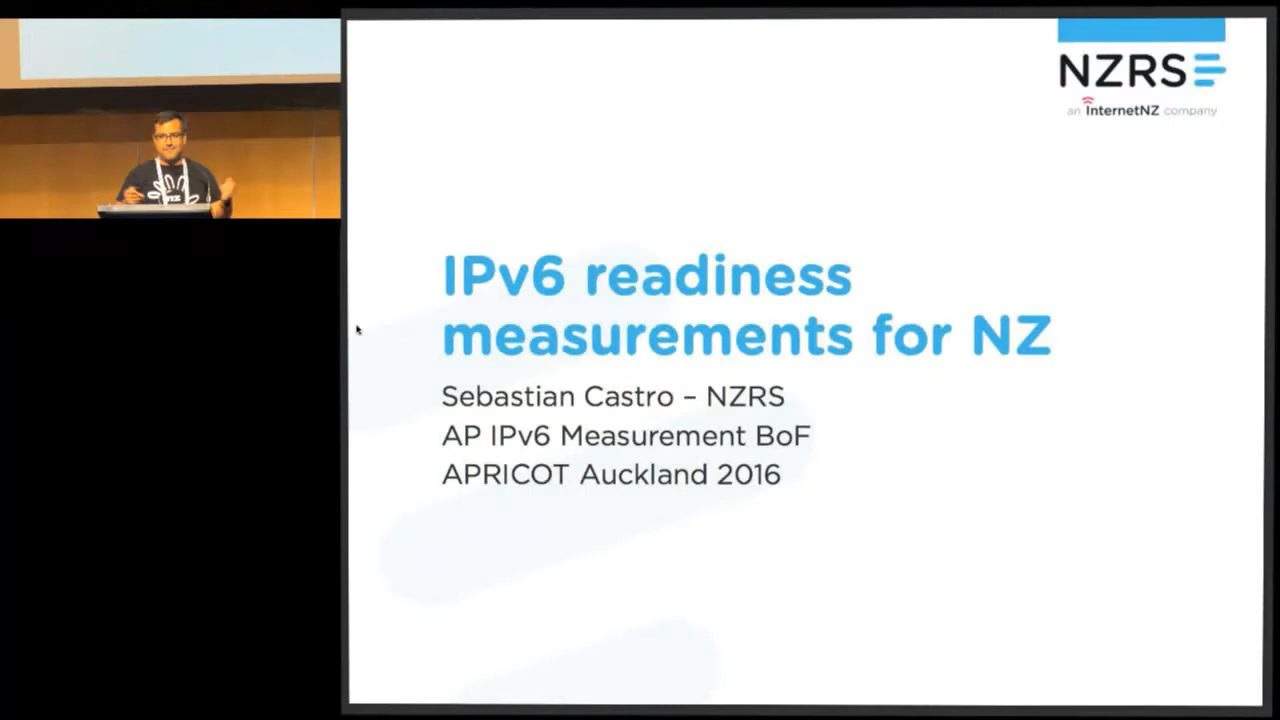 NZRS
an InternetNZ company
IPv6 readiness
measurements for NZ
Sebastian Castro – NZRS
AP IPv6 Measurement BoF
APRICOT Auckland 2016